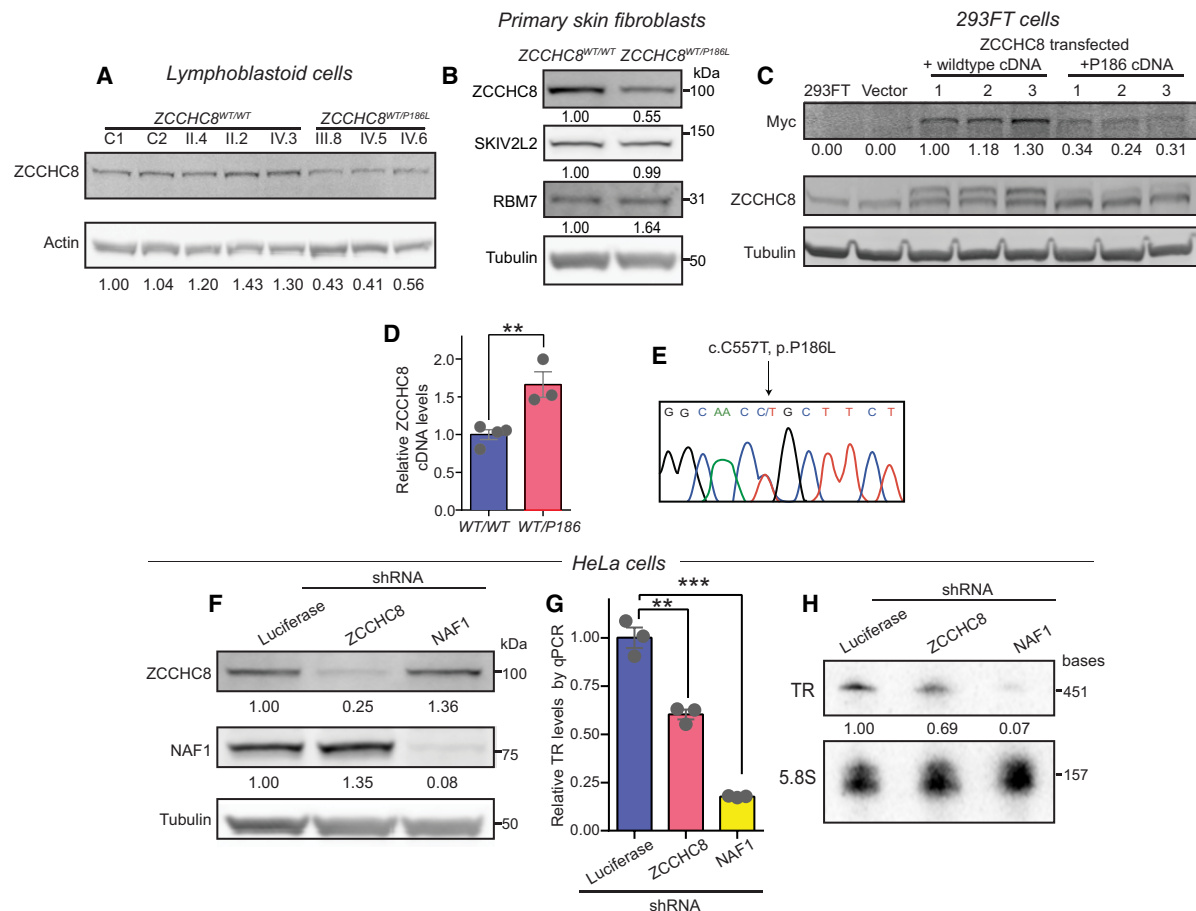 Primary skin fibroblasts
293FT cells
A
Lymphoblastoid cells
ZCCHC8WT/WT
ZCCHC8WT/P186L
C1 C2 II.4 II.2 IV.3 III.8 IV.5 IV.6
ZCCHC8
Actin
1.00 1.04 1.20 1.43 1.30 0.43 0.41 0.56
B
ZCCHC8WT/WT ZCCHC8WT/P186L
kDa
ZCCHC8
100
1.00 0.55
150
SKIV2L2
1.00 0.99
RBM7
31
1.00 1.64
Tubulin
50
C
ZCCHC8 transfected
+ wildtype cDNA +P186 cDNA
293FT Vector 1 2 3 1 2 3
Myc
0.00 0.00 1.00 1.18 1.30 0.34 0.24 0.31
ZCCHC8
Tubulin
D
**
Relative ZCCHC8
cDNA levels
2.0
1.5
1.0
0.5
0.0
WT/WT WT/P186
E
c.C557T, p.P186L
G G C AA C C/T G C T T C T
HeLa cells
F
shRNA
Luciferase ZCCHC8 NAF1
kDa
ZCCHC8
100
1.00 0.25 1.36
NAF1
75
1.00 1.35 0.08
Tubulin
50
G
***
**
Relative TR levels by qPCR
1.00
0.75
0.50
0.25
0.00
Luciferase ZCCHC8 NAF1
shRNA
H
shRNA
Luciferase ZCCHC8 NAF1
bases
TR
451
1.00 0.69 0.07
5.8S
157